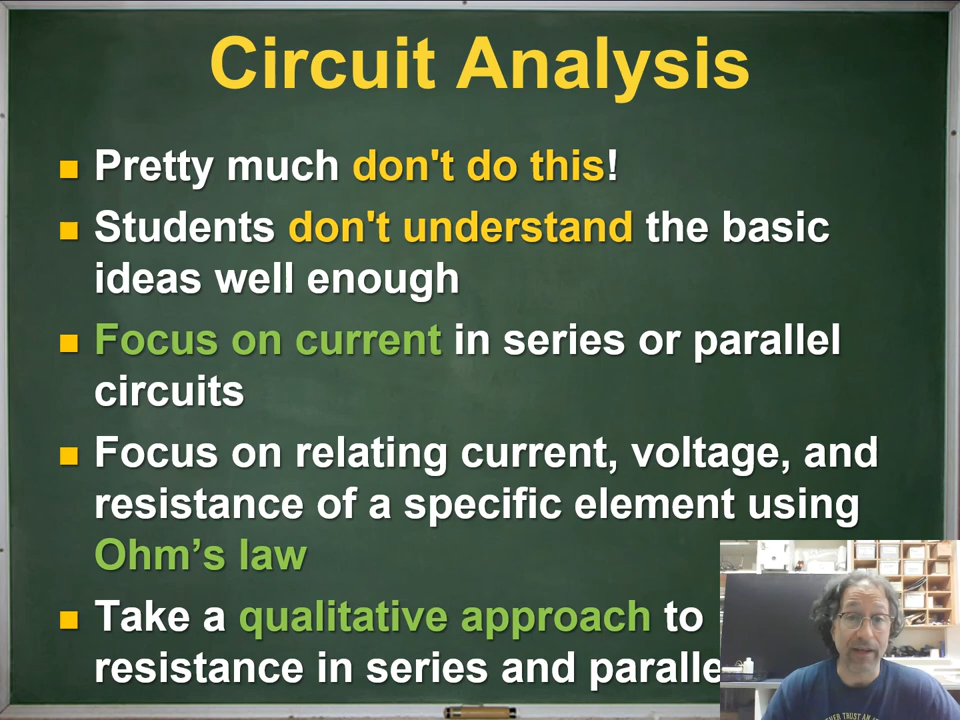 Circuit Analysis
Pretty much don't do this!
Students don't understand the basic
ideas well enough
Focus on current in series or parallel
circuits
Focus on relating current, voltage, and
resistance of a specific element using
Ohm’s law
Take a qualitative approach to
resistance in series and paralle
TRUST AN